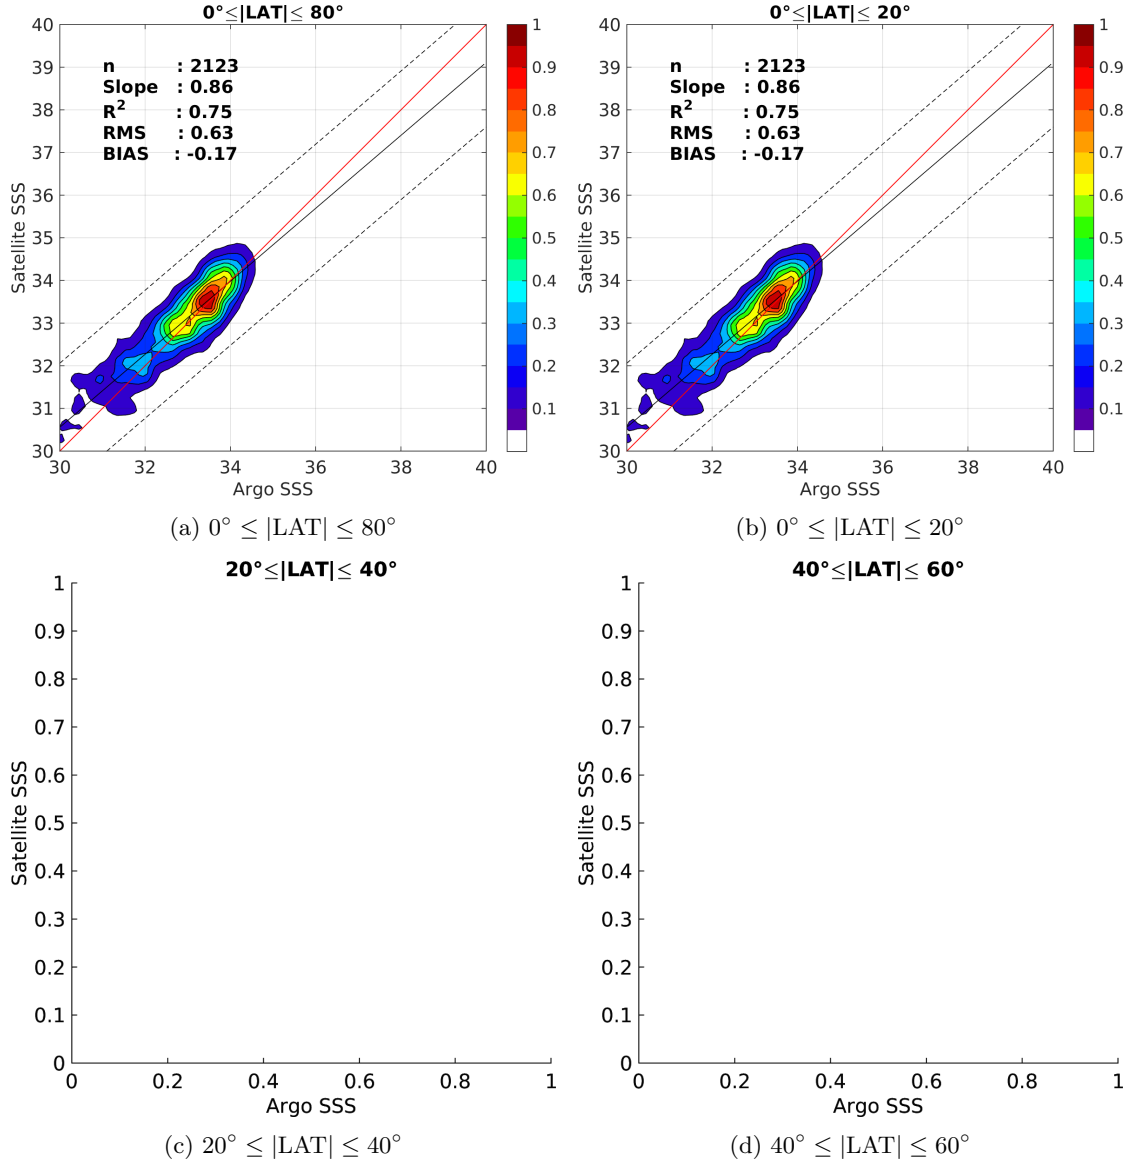 0°≤|LAT|≤ 80°
n : 2123
Slope : 0.86
R² : 0.75
RMS : 0.63
BIAS : -0.17
40
39
38
37
36
35
34
33
32
31
30
30 32 34 36 38 40
Satellite SSS
Argo SSS
1
0.9
0.8
0.7
0.6
0.5
0.4
0.3
0.2
0.1
(a) 0° ≤ |LAT| ≤ 80°
0°≤|LAT|≤ 20°
n : 2123
Slope : 0.86
R² : 0.75
RMS : 0.63
BIAS : -0.17
40
39
38
37
36
35
34
33
32
31
30
30 32 34 36 38 40
Satellite SSS
Argo SSS
1
0.9
0.8
0.7
0.6
0.5
0.4
0.3
0.2
0.1
(b) 0° ≤ |LAT| ≤ 20°
20°≤|LAT|≤ 40°
1
0.9
0.8
0.7
0.6
0.5
0.4
0.3
0.2
0.1
0
0 0.2 0.4 0.6 0.8 1
Satellite SSS
Argo SSS
(c) 20° ≤ |LAT| ≤ 40°
40°≤|LAT|≤ 60°
1
0.9
0.8
0.7
0.6
0.5
0.4
0.3
0.2
0.1
0
0 0.2 0.4 0.6 0.8 1
Satellite SSS
Argo SSS
(d) 40° ≤ |LAT| ≤ 60°